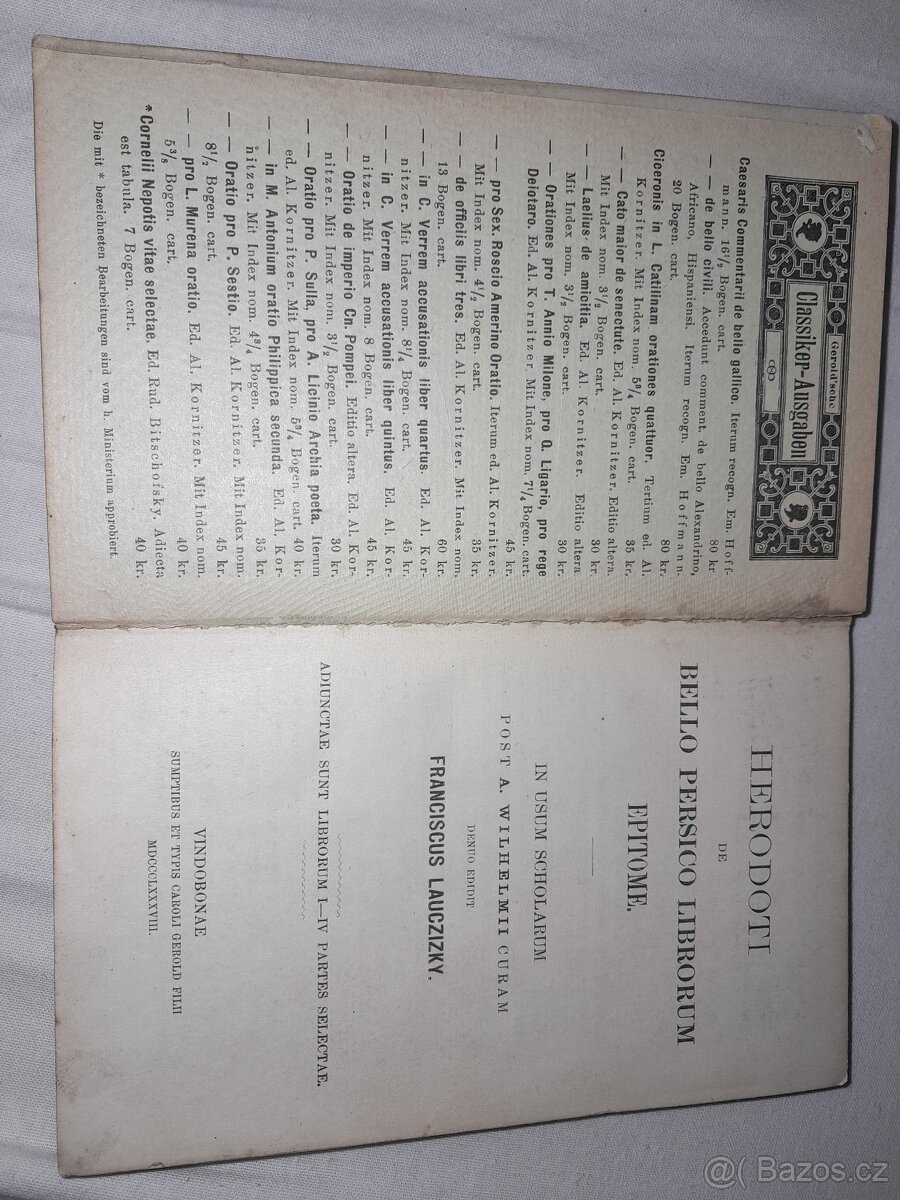 Gerold'sche
Classiker-Ausgaben
Caesaris Commentarii de bello gallico. Iterum recogn. Em. Hoff-
mann. 16½ Bogen. cart. 80 kr
— — de bello civili. Accedunt comment. de bello Alexandrino,
Africano, Hispaniensi. Iterum recogn. Em. Hoffmann.
20 Bogen. cart. 80 kr.
Ciceronis in L. Catilinam orationes quattuor. Tertium ed. Al.
Kornitzer. Mit Index nom. 5¾ Bogen. cart. 35 kr.
— Cato maior de senectute. Ed. Al. Kornitzer. Editio altera.
Mit Index nom. 3½ Bogen. cart. 30 kr.
— Laelius de amicitia. Ed. Al. Kornitzer. Editio altera
Mit Index nom. 3½ Bogen. cart. 30 kr.
— Orationes pro T. Annio Milone, pro Q. Ligario, pro rege
Deiotaro. Ed. Al. Kornitzer. Mit Index nom. 7¼ Bogen. cart.
45 kr.
— pro Sex. Roscio Amerino Oratio. Iterum ed. Al. Kornitzer.
Mit Index nom. 4½ Bogen. cart. 35 kr.
— de officiis libri tres. Ed. Al. Kornitzer. Mit Index nom.
13 Bogen. cart. 60 kr.
— in C. Verrem accusationis liber quartus. Ed. Al. Kor-
nitzer. Mit Index nom. 8¼ Bogen. cart. 45 kr.
— in C. Verrem accusationis liber quintus. Ed. Al. Kor-
nitzer. Mit Index nom. 8 Bogen. cart. 45 kr.
— Oratio de imperio Cn. Pompei. Editio altera. Ed. Al. Kor-
nitzer. Mit Index nom. 3½ Bogen. cart. 30 kr.
— Oratio pro P. Sulla, pro A. Licinio Archia poeta. Iterum
ed. Al. Kornitzer. Mit Index nom. 5¾ Bogen. cart. 40 kr.
— in M. Antonium oratio Philippica secunda. Ed. Al. Kor-
nitzer. Mit Index nom. 4¾ Bogen. cart. 35 kr.
— Oratio pro P. Sestio. Ed. Al. Kornitzer. Mit Index nom.
8½ Bogen. cart. 45 kr.
— pro L. Murena oratio. Ed. Al. Kornitzer. Mit Index nom.
5⅜ Bogen. cart. 40 kr.
* Cornelii Nepotis vitae selectae. Ed. Rud. Bitschofsky. Adiecta
est tabula. 7 Bogen. cart. 40 kr.
Die mit * bezeichneten Bearbeitungen sind vom h. Ministerium approbiert
HERODOTI
DE
BELLO PERSICO LIBRORUM
EPITOME.
IN USUM SCHOLARUM
POST A. WILHELMII CURAM
DENUO EDIDIT
FRANCISCUS LAUCZIZKY.
ADIUNCTAE SUNT LIBRORUM I—IV PARTES SELECTAE.
VINDOBONAE
SUMPTIBUS ET TYPIS CAROLI GEROLD FILII
MDCCCLXXXVIII.
@( Bazos.cz